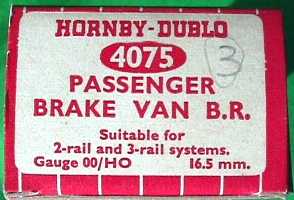 HORNBY-DUBLO
4075
3
PASSENGER
BRAKE VAN B.R.
Suitable for
2-rail and 3-rail systems.
Gauge 00/HO 16.5 mm.